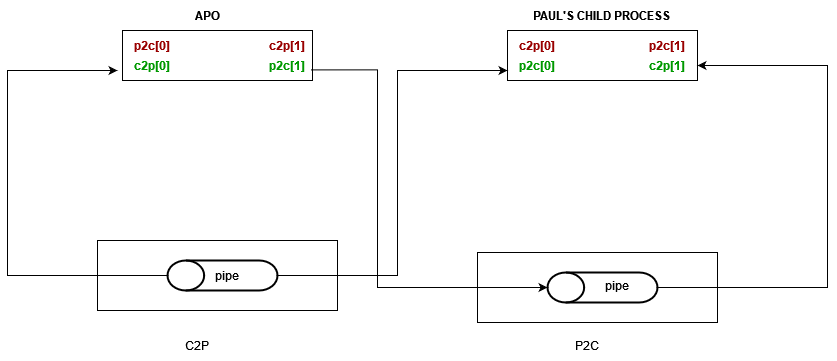 APO
PAUL'S CHILD PROCESS
p2c[0] c2p[1]
c2p[0] p2c[1]
c2p[0] p2c[1]
p2c[0] c2p[1]
pipe
pipe
C2P
P2C